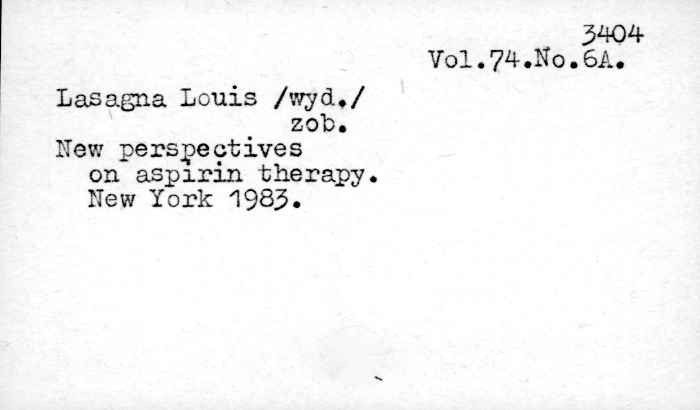 3404
Vol.74.No.6A.
Lasagna Louis /wyd./
zob.
New perspectives
on aspirin therapy.
New York 1983.